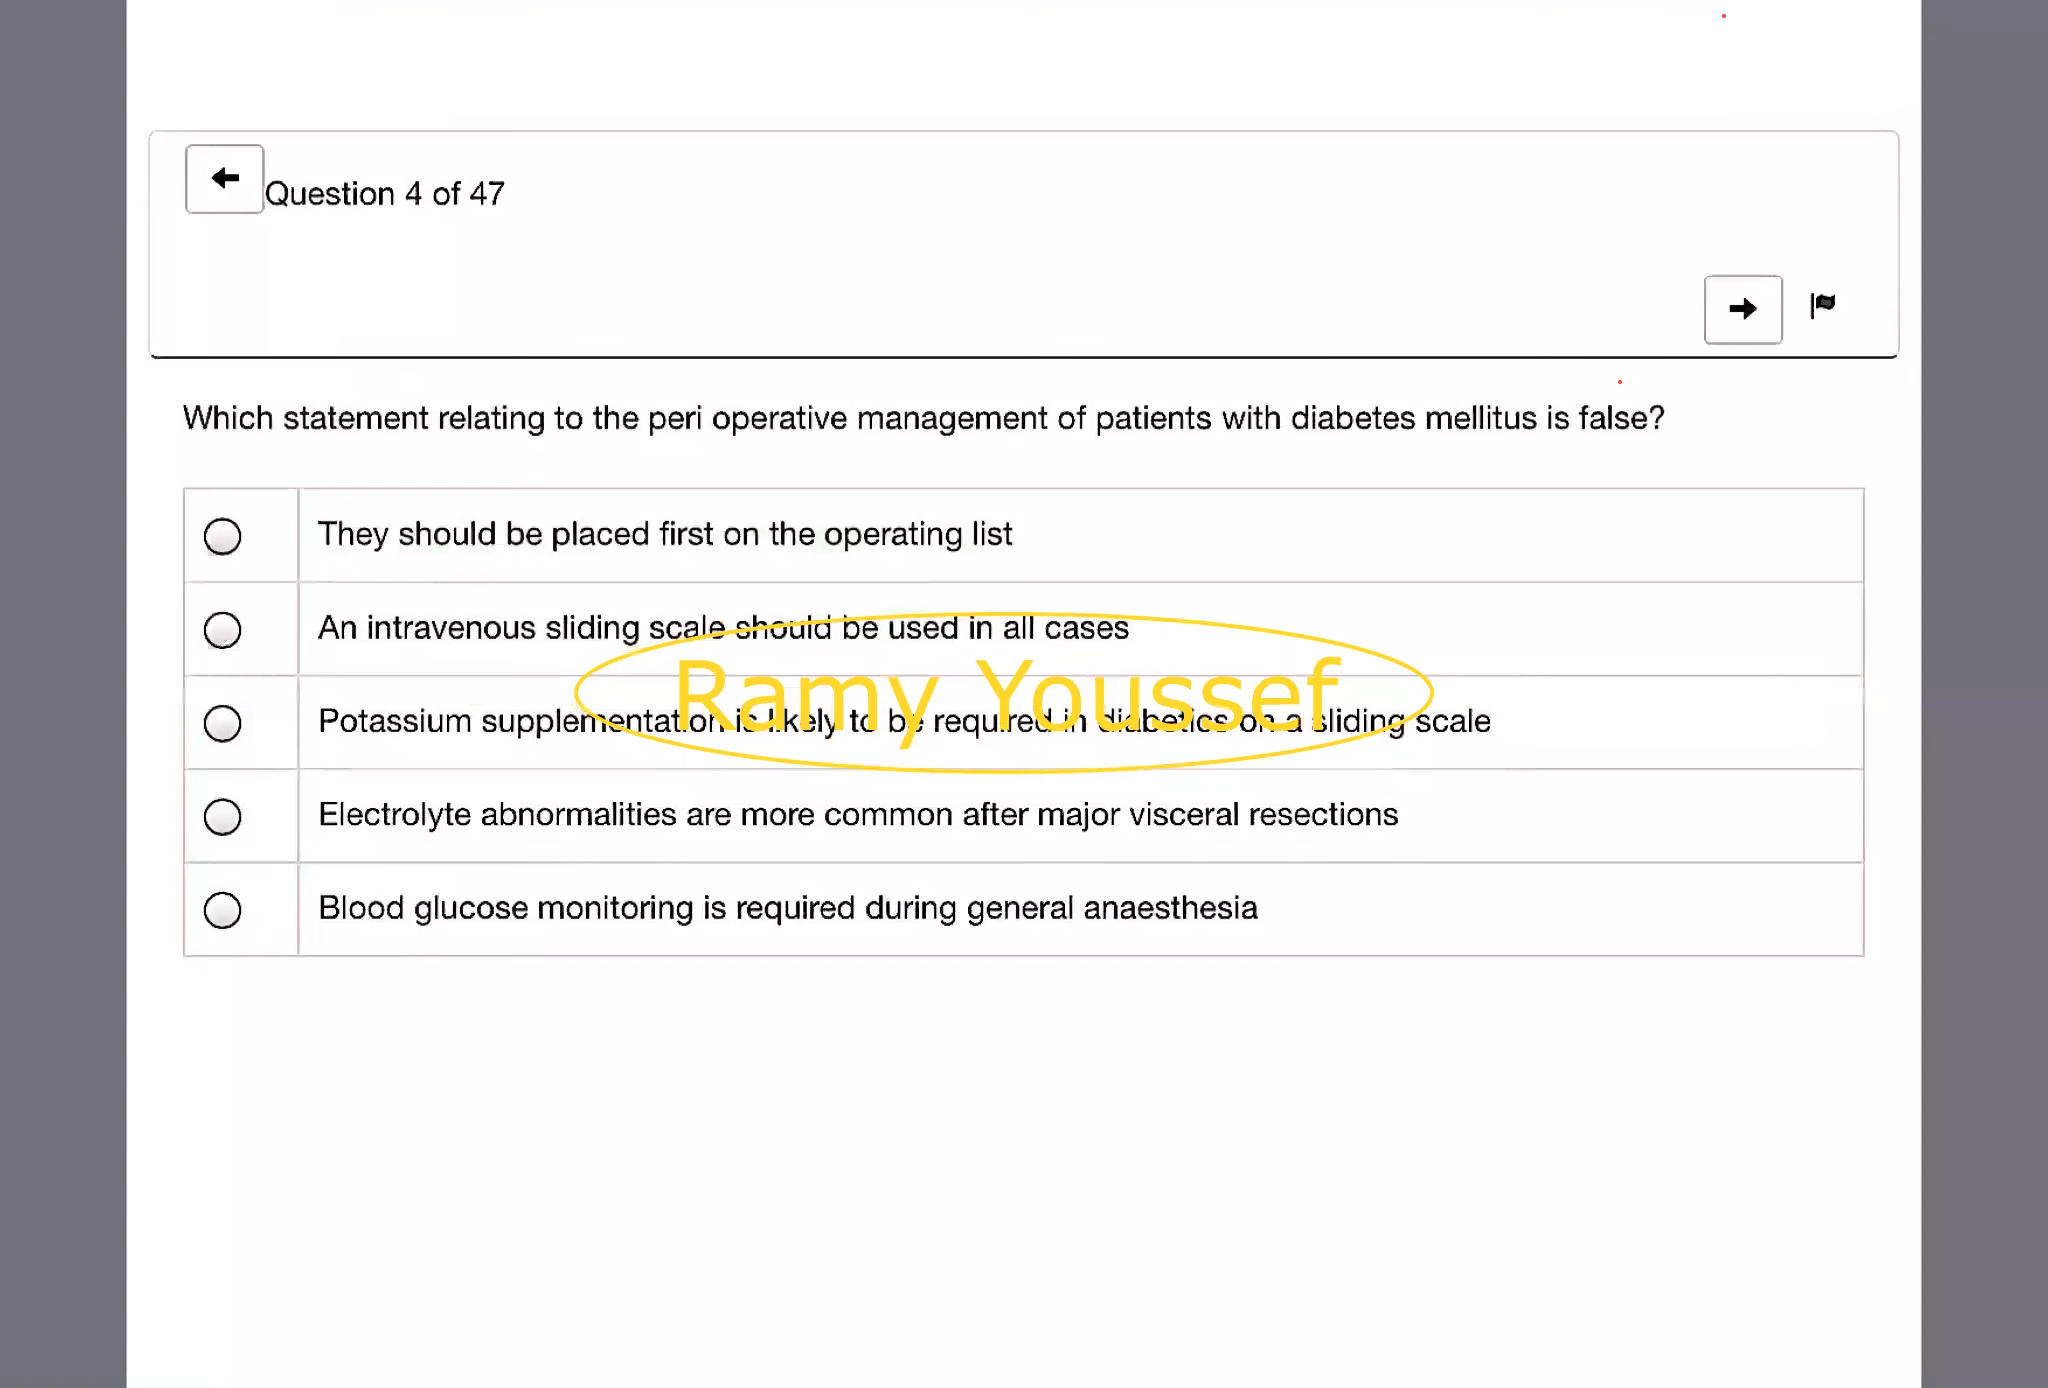 Question 4 of 47
Which statement relating to the peri operative management of patients with diabetes mellitus is false?
They should be placed first on the operating list
An intravenous sliding scale should be used in all cases
Ramy Youssef
Potassium supplementation is likely to be required in diabetics on a sliding scale
Electrolyte abnormalities are more common after major visceral resections
Blood glucose monitoring is required during general anaesthesia